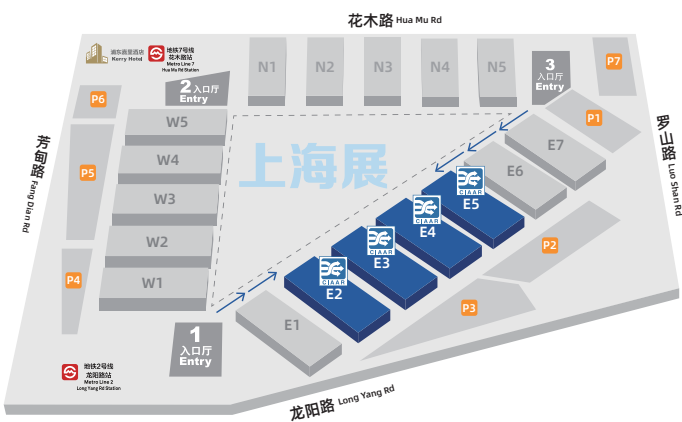 花木路 Hua Mu Rd
浦东嘉里酒店
Kerry Hotel
地铁7号线
花木路站
Metro Line 7
Hua Mu Rd Station
N1
N2
N3
N4
N5
3
入口厅
Entry
P7
2 入口厅
Entry
P6
P1
W5
E7
芳甸路 Fang Dian Rd
罗山路 Luo Shan Rd
W4
上海展
E6
P5
CIAAR
E5
W3
CIAAR
E4
W2
CIAAR
E3
P2
P4
W1
CIAAR
E2
P3
1
入口厅
Entry
E1
地铁2号线
龙阳路站
Metro Line 2
Long Yang Rd Station
龙阳路 Long Yang Rd